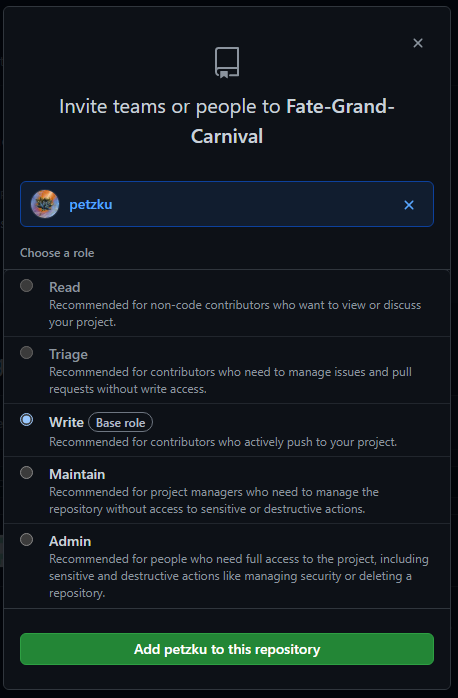 Invite teams or people to Fate-Grand-
Carnival
petzku
Choose a role
Read
Recommended for non-code contributors who want to view or discuss
your project.
Triage
Recommended for contributors who need to manage issues and pull
requests without write access.
Write Base role
Recommended for contributors who actively push to your project.
Maintain
Recommended for project managers who need to manage the
repository without access to sensitive or destructive actions.
Admin
Recommended for people who need full access to the project, including
sensitive and destructive actions like managing security or deleting a
repository.
Add petzku to this repository